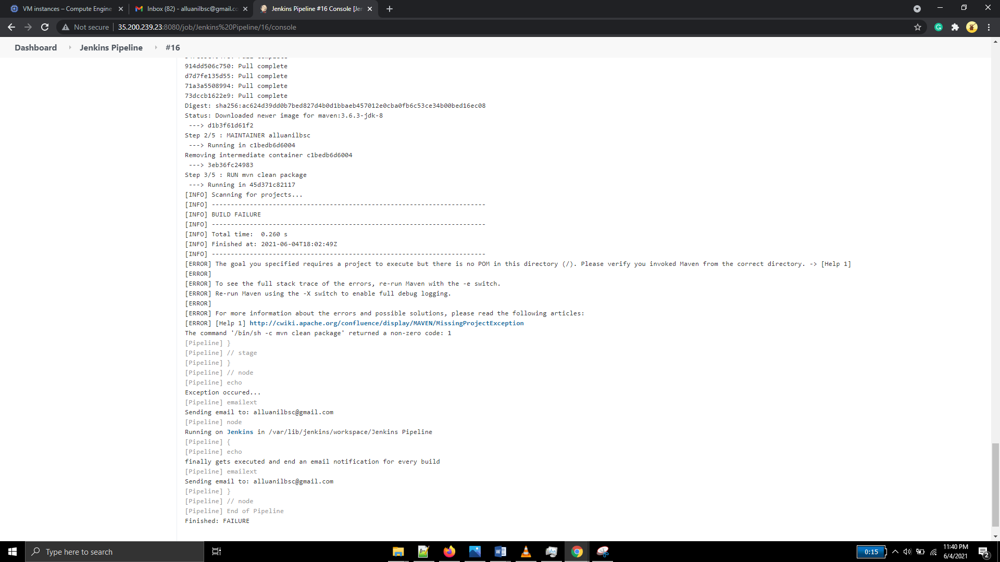 VM instances – Compute Engine
Inbox (82) - alluanilbsc@gmail.co
Jenkins Pipeline #16 Console [Jer
Not secure
35.200.239.23:8080/job/Jenkins%20Pipeline/16/console
Dashboard
Jenkins Pipeline
#16
914dd506c750: Pull complete
d7d7fe135d55: Pull complete
71a3a5508994: Pull complete
73dccb1622e9: Pull complete
Digest: sha256:ac624d39dd0b7bed827d4b0d1bbaeb457012e0cba0fb6c53ce34b00bed16ec08
Status: Downloaded newer image for maven:3.6.3-jdk-8
---> d1b3f61d61f2
Step 2/5 : MAINTAINER alluanilbsc
---> Running in c1bedb6d6004
Removing intermediate container c1bedb6d6004
---> 3eb36fc24983
Step 3/5 : RUN mvn clean package
---> Running in 45d371c82117
[INFO] Scanning for projects...
[INFO] ------------------------------------------------------------------------
[INFO] BUILD FAILURE
[INFO] ------------------------------------------------------------------------
[INFO] Total time:  0.260 s
[INFO] Finished at: 2021-06-04T18:02:49Z
[INFO] ------------------------------------------------------------------------
[ERROR] The goal you specified requires a project to execute but there is no POM in this directory (/). Please verify you invoked Maven from the correct directory. -> [Help 1]
[ERROR]
[ERROR] To see the full stack trace of the errors, re-run Maven with the -e switch.
[ERROR] Re-run Maven using the -X switch to enable full debug logging.
[ERROR]
[ERROR] For more information about the errors and possible solutions, please read the following articles:
[ERROR] [Help 1] http://cwiki.apache.org/confluence/display/MAVEN/MissingProjectException
The command '/bin/sh -c mvn clean package' returned a non-zero code: 1
[Pipeline] }
[Pipeline] // stage
[Pipeline] }
[Pipeline] // node
[Pipeline] echo
Exception occured...
[Pipeline] emailext
Sending email to: alluanilbsc@gmail.com
[Pipeline] node
Running on Jenkins in /var/lib/jenkins/workspace/Jenkins Pipeline
[Pipeline] {
[Pipeline] echo
finally gets executed and end an email notification for every build
[Pipeline] emailext
Sending email to: alluanilbsc@gmail.com
[Pipeline] }
[Pipeline] // node
[Pipeline] End of Pipeline
Finished: FAILURE
Type here to search
0:15
11:40 PM
6/4/2021
2